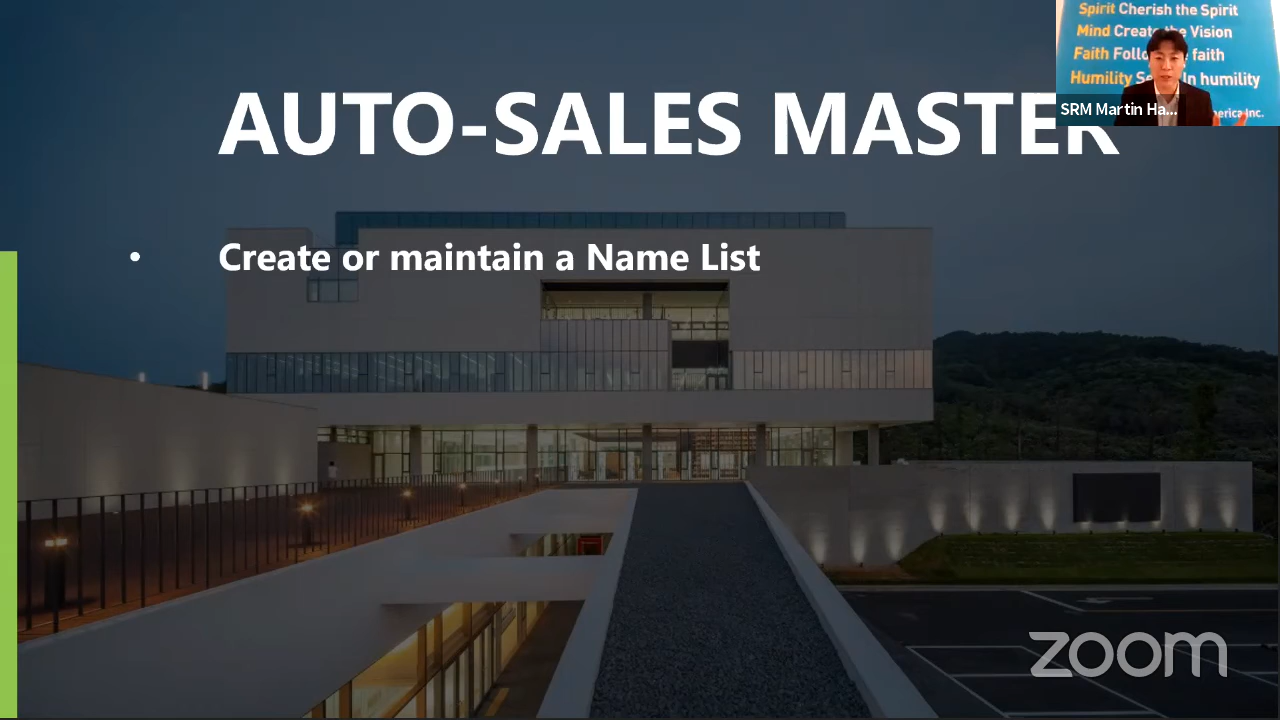 Spirit Cherish the Spirit
Mind Create the Vision
Faith faith
Humility In humility
SRM Martin Ha...
Inc.
AUTO-SALES MASTER
• Create or maintain a Name List
zoom